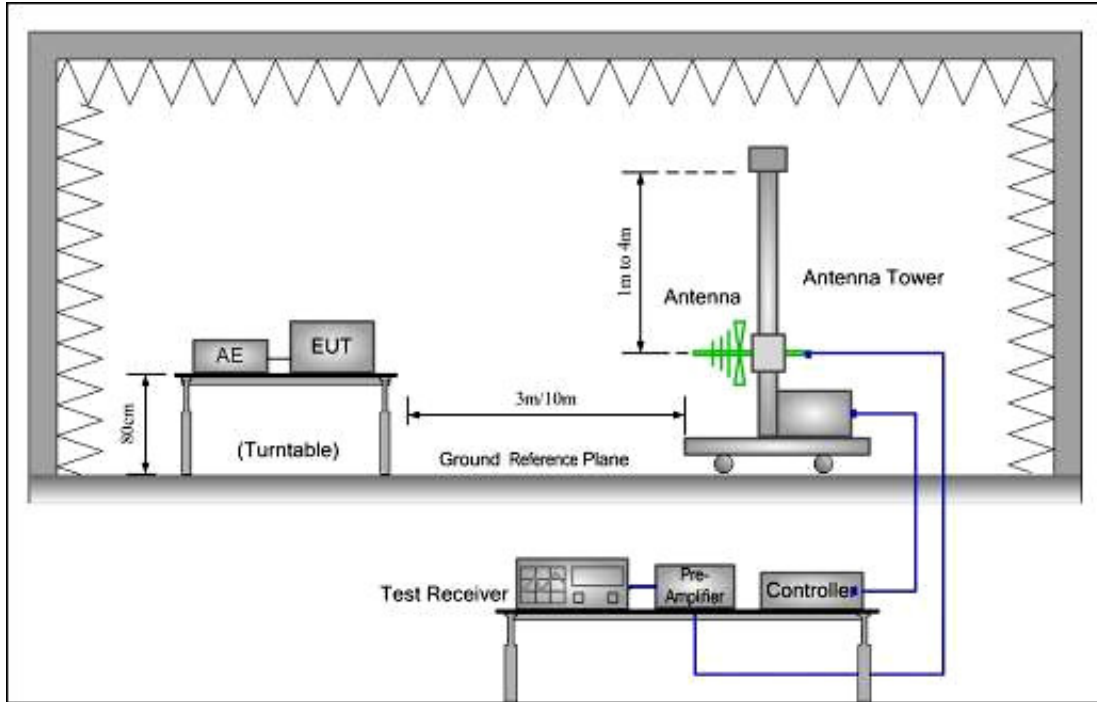 1m to 4m
Antenna Tower
Antenna
AE
EUT
80cm
3m/10m
(Turntable)
Ground Reference Plane
Test Receiver
Pre-
Amplifier
Controller